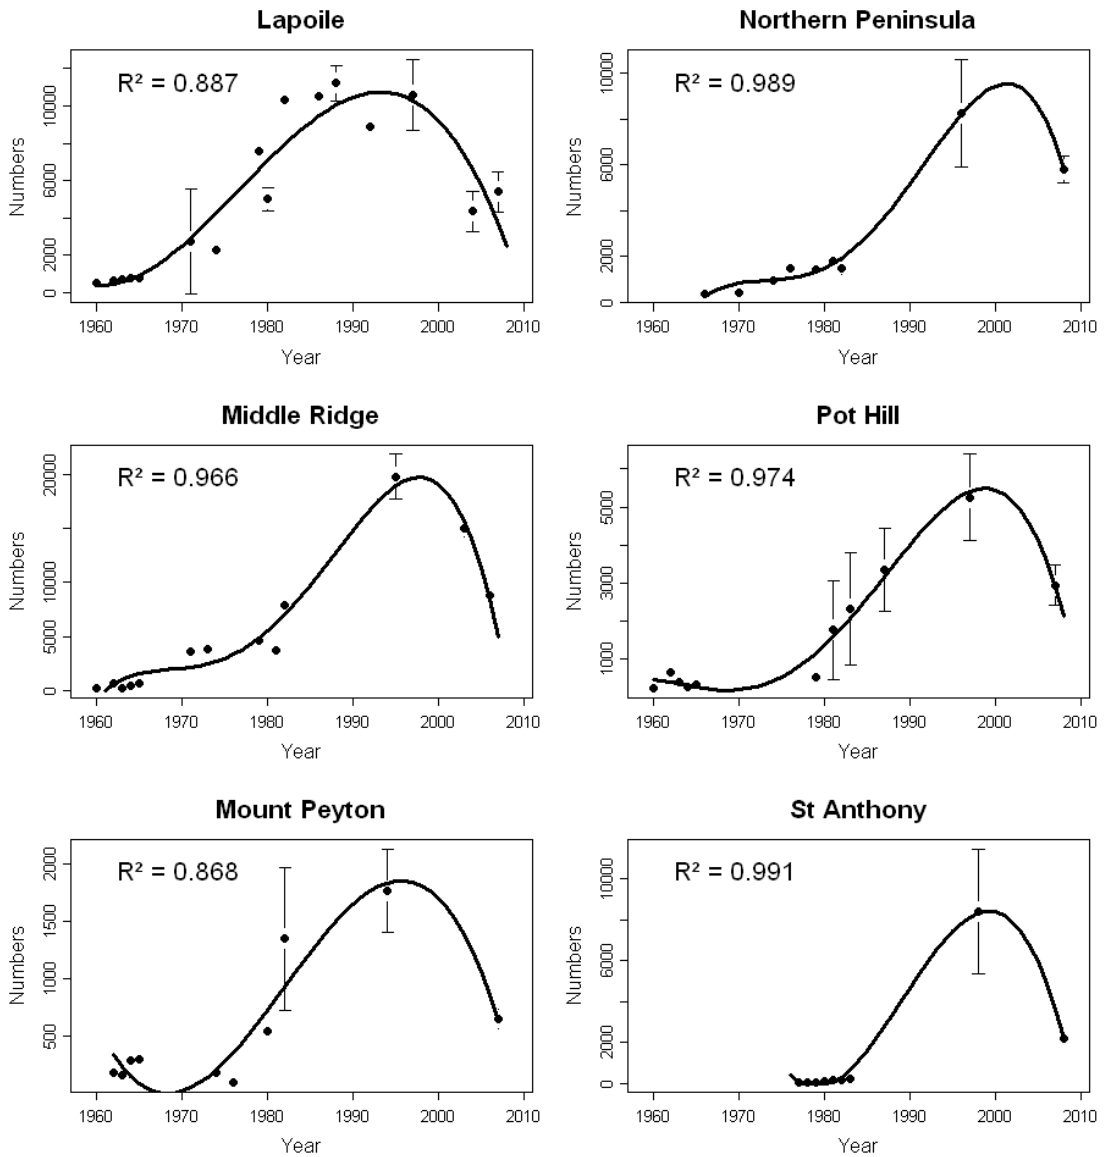 Lapoile
R² = 0.887
Numbers
0 2000 6000 10000
1960 1970 1980 1990 2000 2010
Year
Northern Peninsula
R² = 0.989
Numbers
0 2000 6000 10000
1960 1970 1980 1990 2000 2010
Year
Middle Ridge
R² = 0.966
Numbers
0 5000 10000 20000
1960 1970 1980 1990 2000 2010
Year
Pot Hill
R² = 0.974
Numbers
1000 3000 5000
1960 1970 1980 1990 2000 2010
Year
Mount Peyton
R² = 0.868
Numbers
500 1000 1500 2000
1960 1970 1980 1990 2000 2010
Year
St Anthony
R² = 0.991
Numbers
0 2000 6000 10000
1960 1970 1980 1990 2000 2010
Year